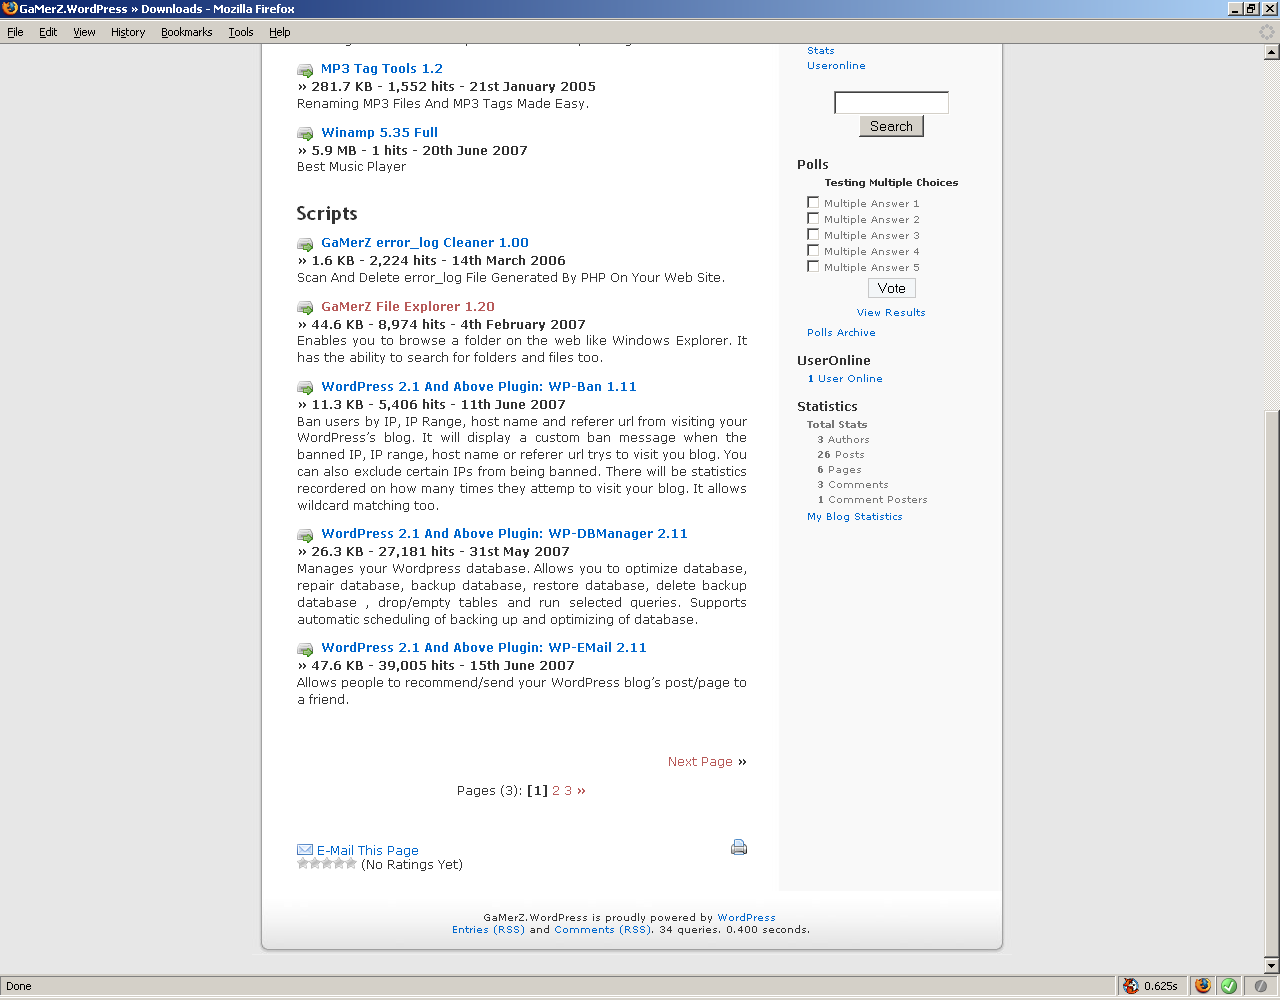 GaMerZ.WordPress » Downloads - Mozilla Firefox
File Edit View History Bookmarks Tools Help
MP3 Tag Tools 1.2
» 281.7 KB - 1,552 hits - 21st January 2005
Renaming MP3 Files And MP3 Tags Made Easy.
Winamp 5.35 Full
» 5.9 MB - 1 hits - 20th June 2007
Best Music Player
Scripts
GaMerZ error_log Cleaner 1.00
» 1.6 KB - 2,224 hits - 14th March 2006
Scan And Delete error_log File Generated By PHP On Your Web Site.
GaMerZ File Explorer 1.20
» 44.6 KB - 8,974 hits - 4th February 2007
Enables you to browse a folder on the web like Windows Explorer. It
has the ability to search for folders and files too.
WordPress 2.1 And Above Plugin: WP-Ban 1.11
» 11.3 KB - 5,406 hits - 11th June 2007
Ban users by IP, IP Range, host name and referer url from visiting your
WordPress's blog. It will display a custom ban message when the
banned IP, IP range, host name or referer url trys to visit you blog. You
can also exclude certain IPs from being banned. There will be statistics
recordered on how many times they attemp to visit your blog. It allows
wildcard matching too.
WordPress 2.1 And Above Plugin: WP-DBManager 2.11
» 26.3 KB - 27,181 hits - 31st May 2007
Manages your Wordpress database. Allows you to optimize database,
repair database, backup database, restore database, delete backup
database , drop/empty tables and run selected queries. Supports
automatic scheduling of backing up and optimizing of database.
WordPress 2.1 And Above Plugin: WP-EMail 2.11
» 47.6 KB - 39,005 hits - 15th June 2007
Allows people to recommend/send your WordPress blog's post/page to
a friend.
Next Page »
Pages (3): [1] 2 3 »
E-Mail This Page
(No Ratings Yet)
Stats
Useronline
Search
Polls
Testing Multiple Choices
Multiple Answer 1
Multiple Answer 2
Multiple Answer 3
Multiple Answer 4
Multiple Answer 5
Vote
View Results
Polls Archive
UserOnline
1 User Online
Statistics
Total Stats
3 Authors
26 Posts
6 Pages
3 Comments
1 Comment Posters
My Blog Statistics
GaMerZ.WordPress is proudly powered by WordPress
Entries (RSS) and Comments (RSS). 34 queries. 0.400 seconds.
Done
0.625s